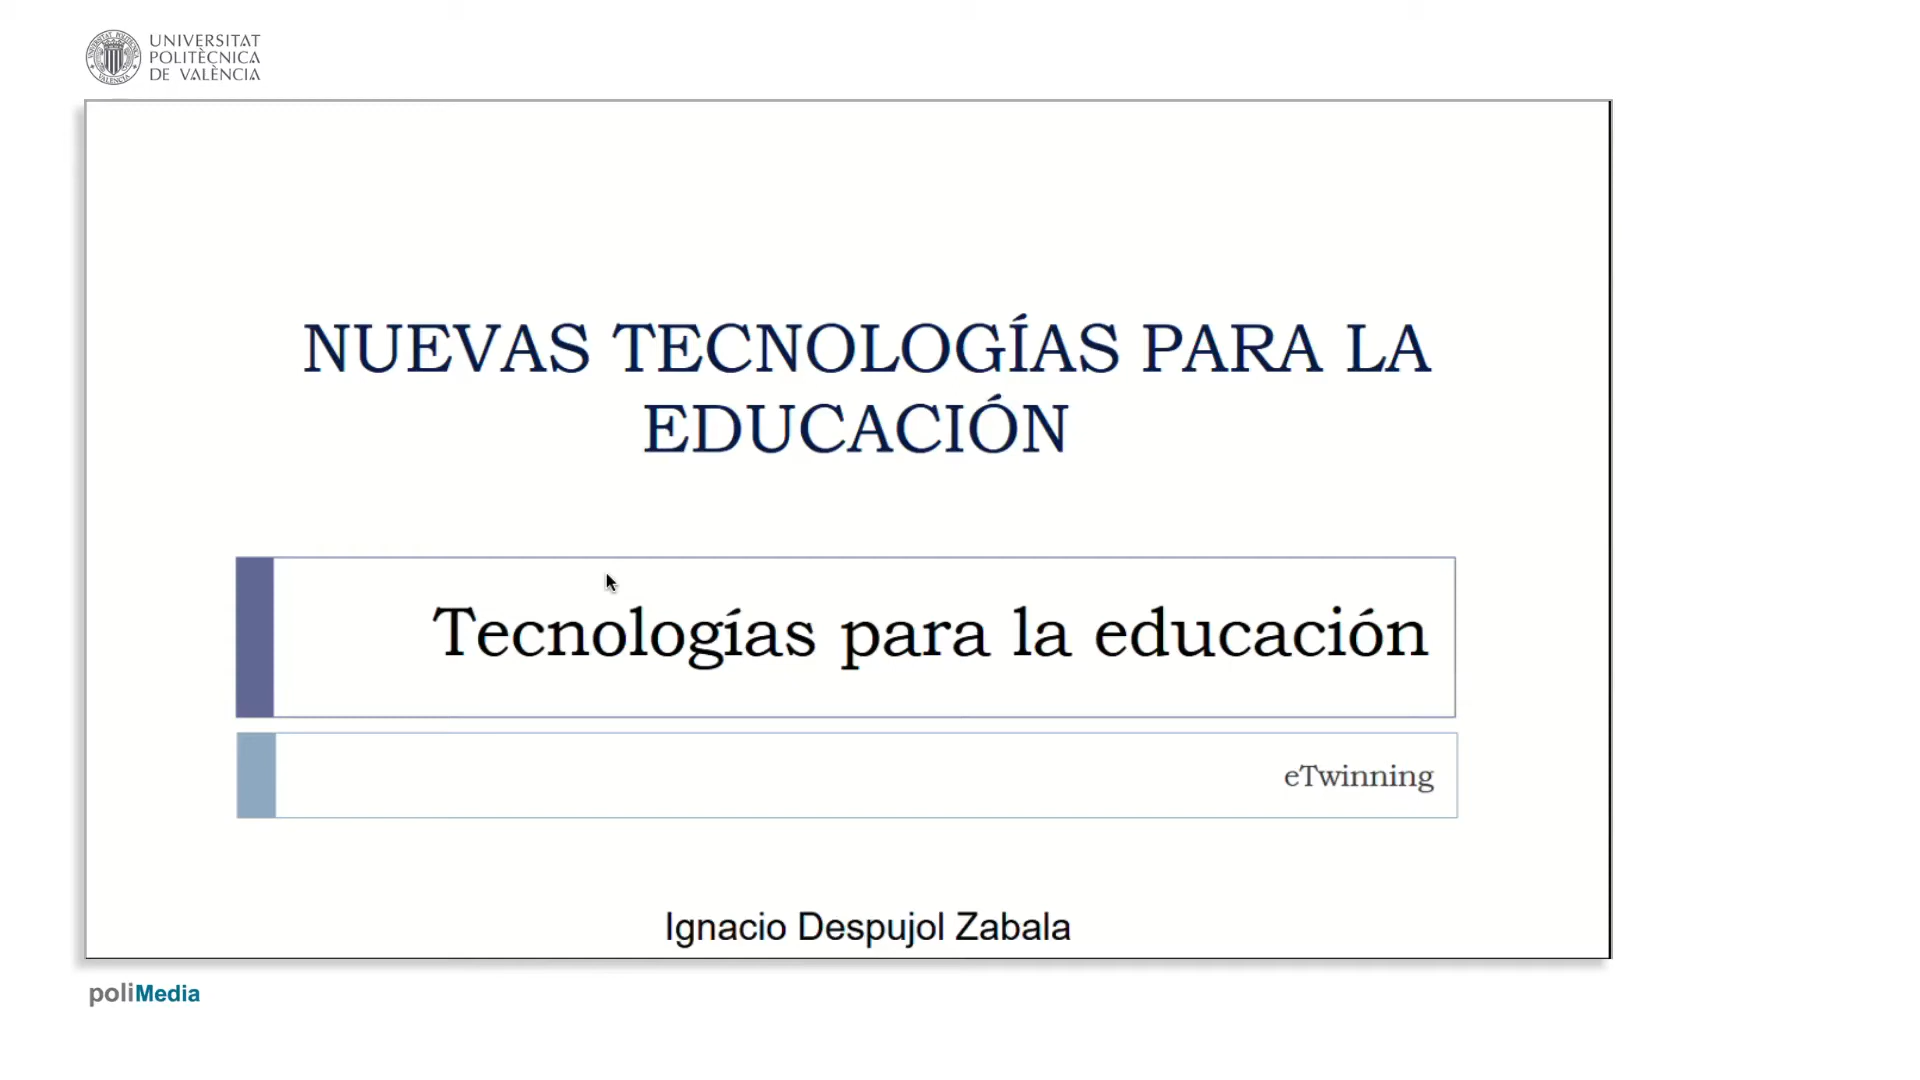 UNIVERSITAT
POLITÈCNICA
DE VALÈNCIA
NUEVAS TECNOLOGÍAS PARA LA
EDUCACIÓN
Tecnologías para la educación
eTwinning
Ignacio Despujol Zabala
poliMedia